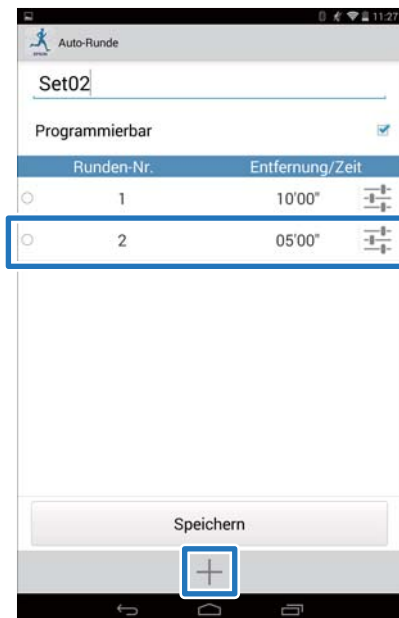 11:27
Auto-Runde
Set02
Programmierbar
Runden-Nr. Entfernung/Zeit
1 10'00"
2 05'00"
Speichern